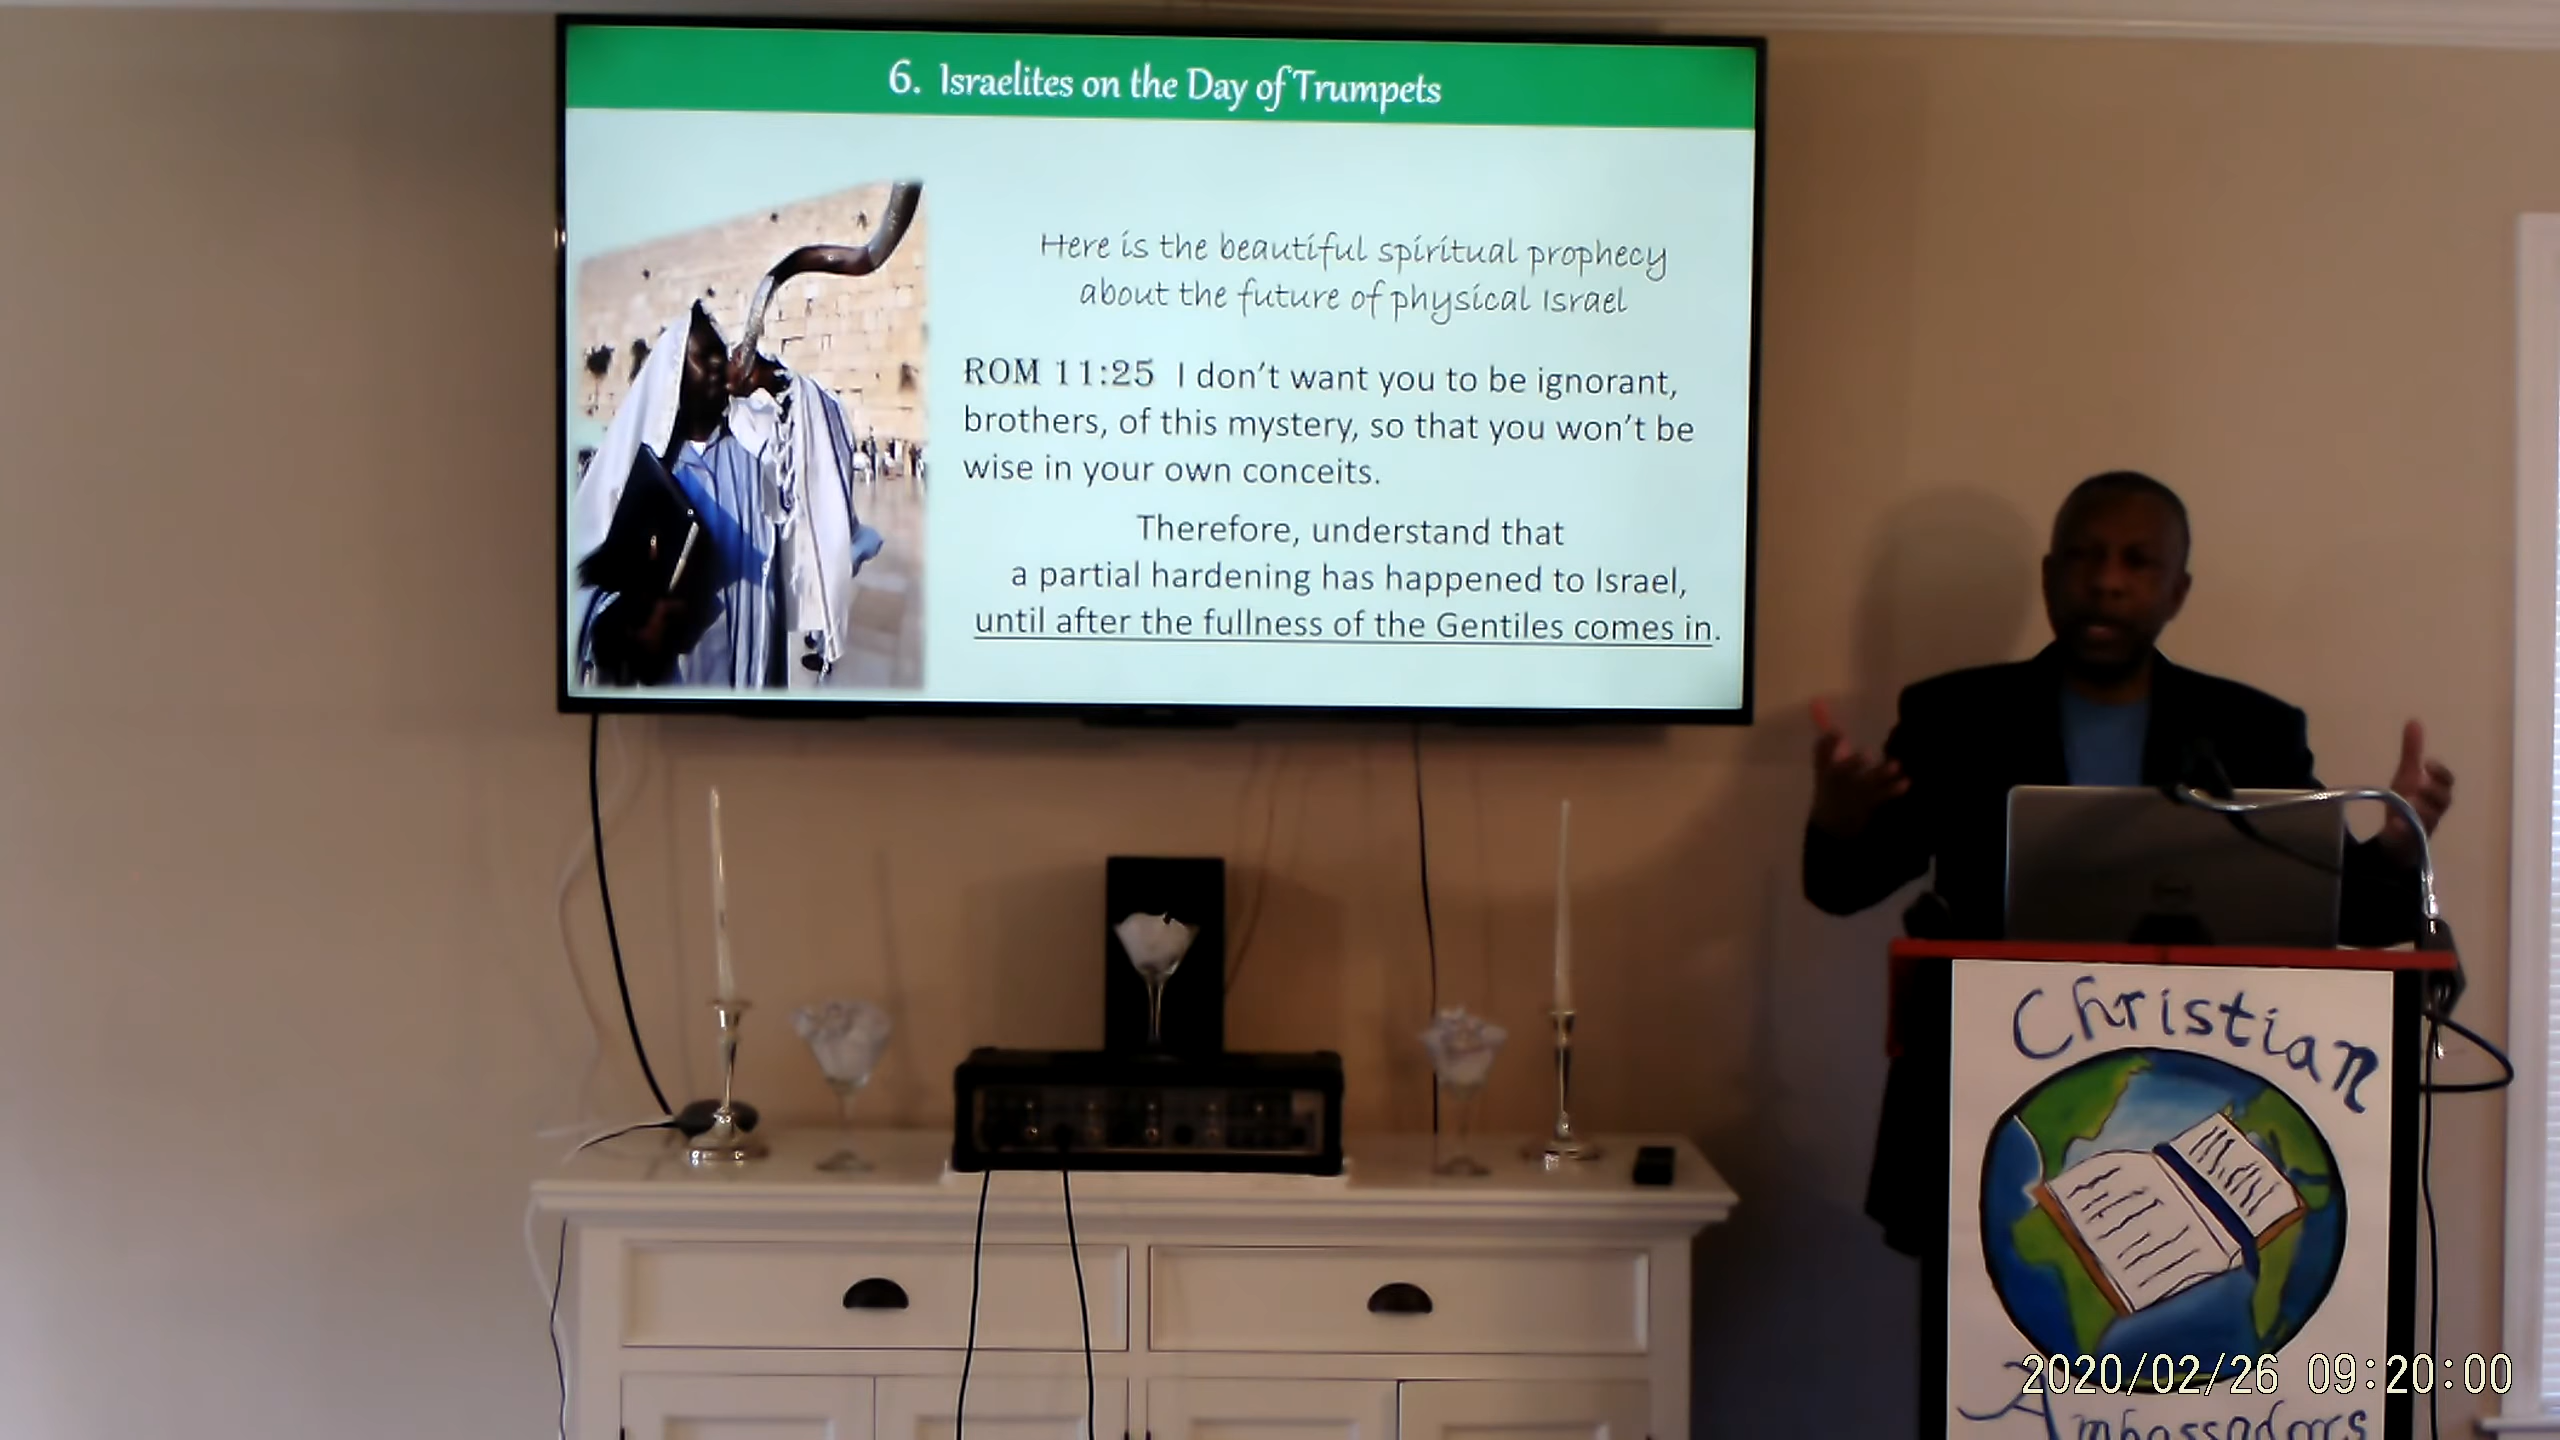 6. Israelites on the Day of Trumpets
Here is the beautiful spiritual prophecy
about the future of physical Israel
ROM 11:25 I don't want you to be ignorant,
brothers, of this mystery, so that you won't be
wise in your own conceits.
Therefore, understand that
a partial hardening has happened to Israel,
until after the fullness of the Gentiles comes in.
Christian
Ambassadors
2020/02/26 09:20:00